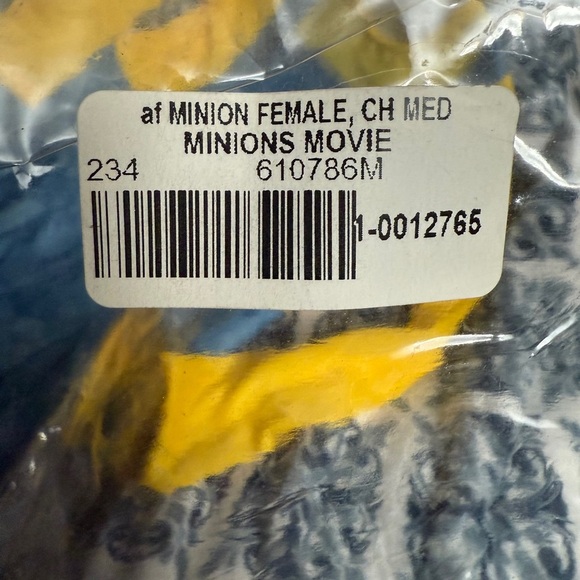 af MINION FEMALE, CH MED
MINIONS MOVIE
234 610786M
1-0012765